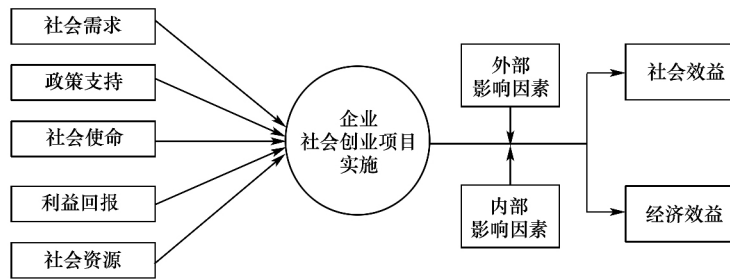 社会需求
政策支持
社会使命
利益回报
社会资源
企业
社会创业项目
实施
外部
影响因素
内部
影响因素
社会效益
经济效益